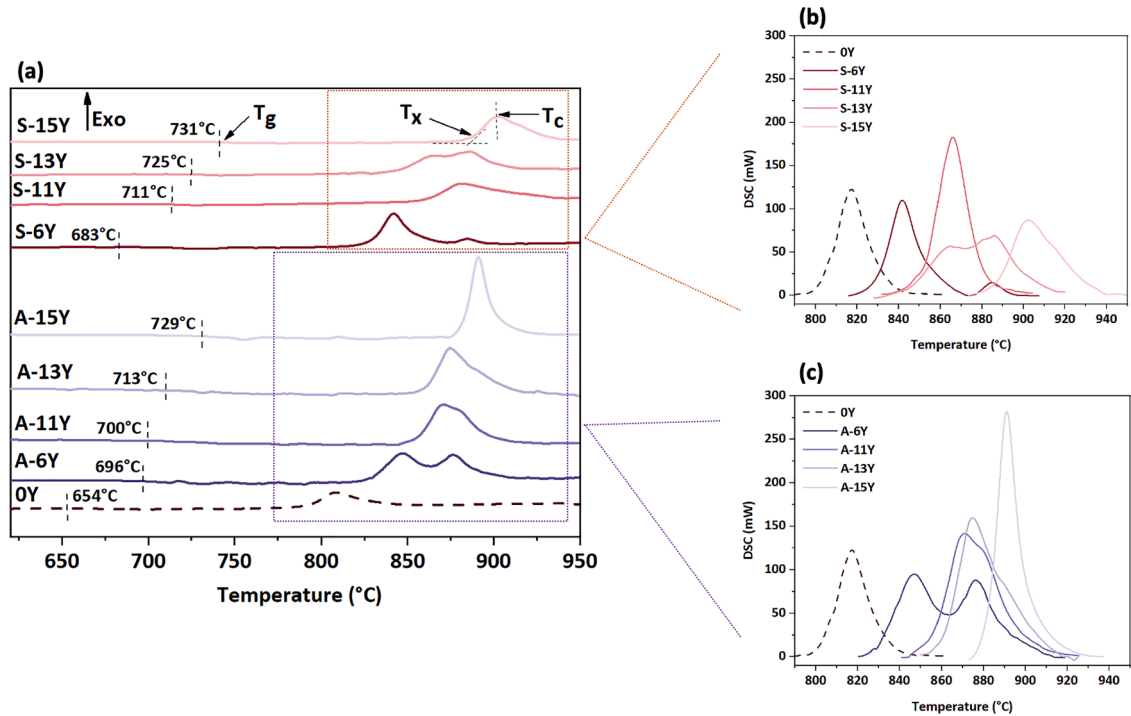 (a)
Exo
S-15Y
731°C
Tg
TX
TC
S-13Y
725°C
S-11Y
711°C
S-6Y
683°C
A-15Y
729°C
A-13Y
713°C
A-11Y
700°C
A-6Y
696°C
0Y
654°C
650 700 750 800 850 900 950
Temperature (°C)
(b)
300
250
200
150
100
50
0
DSC (mW)
0Y
S-6Y
S-11Y
S-13Y
S-15Y
800 820 840 860 880 900 920 940
Temperature (°C)
(c)
300
250
200
150
100
50
0
DSC (mW)
0Y
A-6Y
A-11Y
A-13Y
A-15Y
800 820 840 860 880 900 920 940
Temperature (°C)